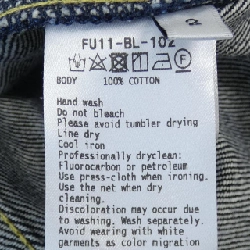 2
FU11-BL-102
BODY 100% COTTON
Hand wash
Do not bleach
Please avoid tumbler drying
Line dry
Cool iron
Professionally dryclean:
Fluorocarbon or petroleum
Use press-cloth when ironing.
Use the net when dry
cleaning.
Discoloration may occur due
to washing. Wash separately.
Avoid wearing with white
garments as color migration